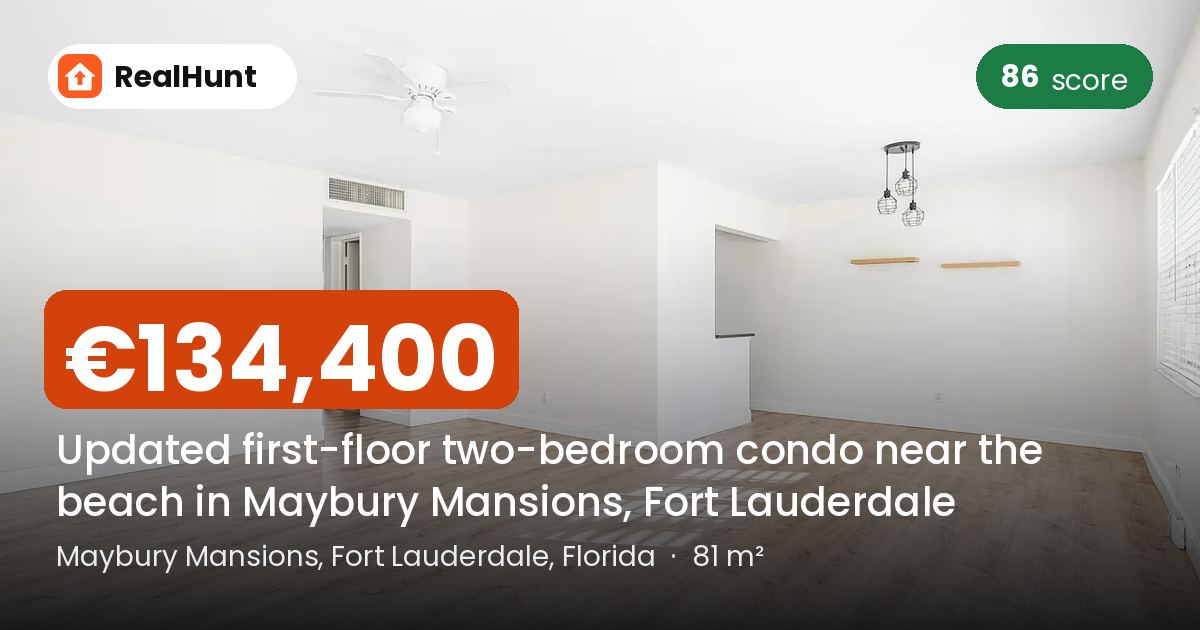 RealHunt
86 score
€134,400
Updated first-floor two-bedroom condo near the
beach in Maybury Mansions, Fort Lauderdale
Maybury Mansions, Fort Lauderdale, Florida · 81 m²